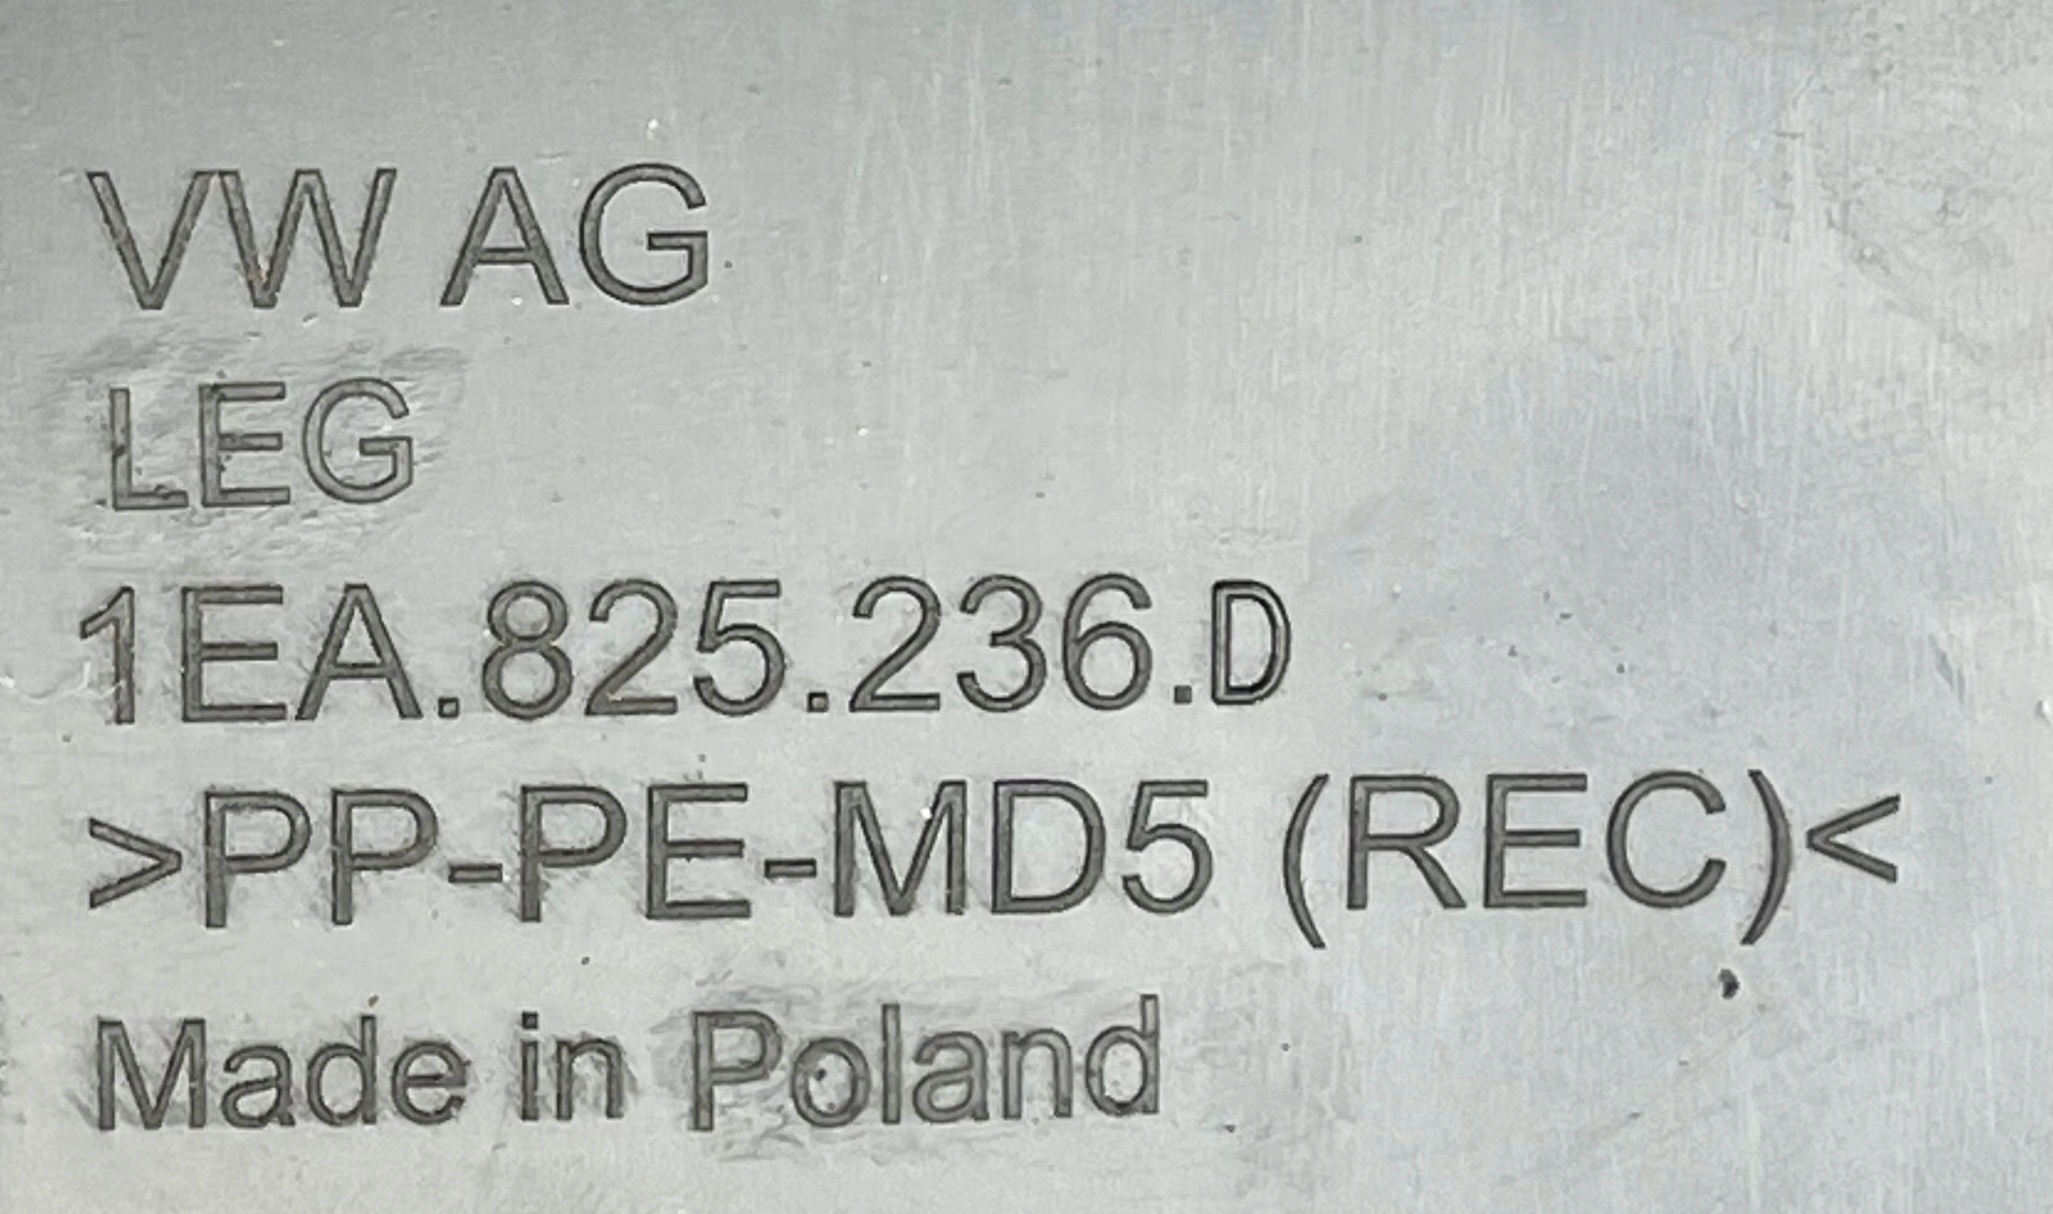 VW AG
LEG
1EA.825.236.D
>PP-PE-MD5 (REC)<
Made in Poland